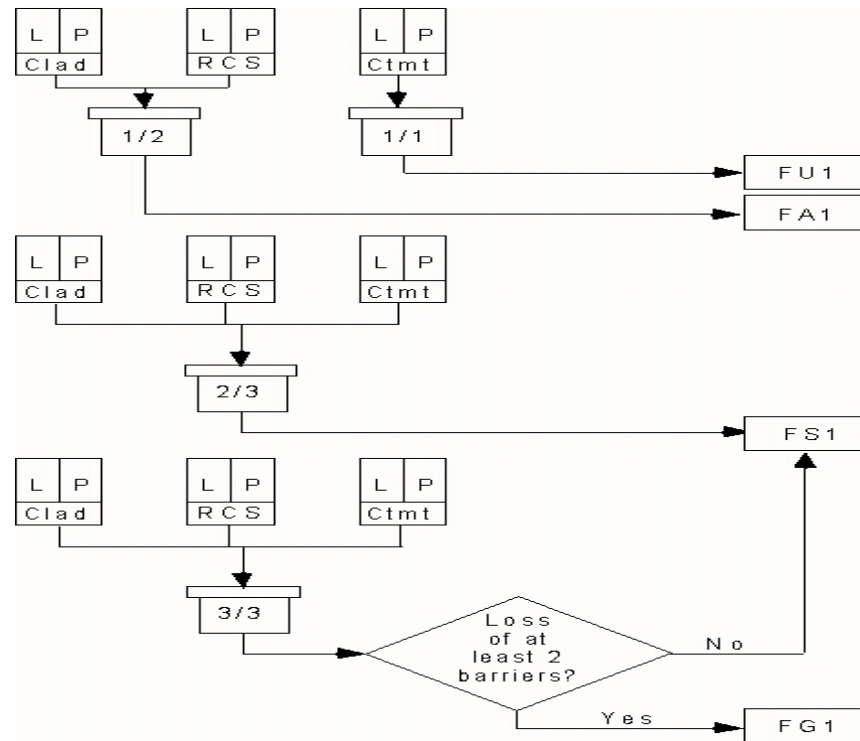 L P L P L P
Clad RCS Ctmt
1/2 1/1
FU1
FA1
L P L P L P
Clad RCS Ctmt
2/3
FS1
L P L P L P
Clad RCS Ctmt
3/3
Loss
of at
least 2
barriers?
No
Yes
FG1